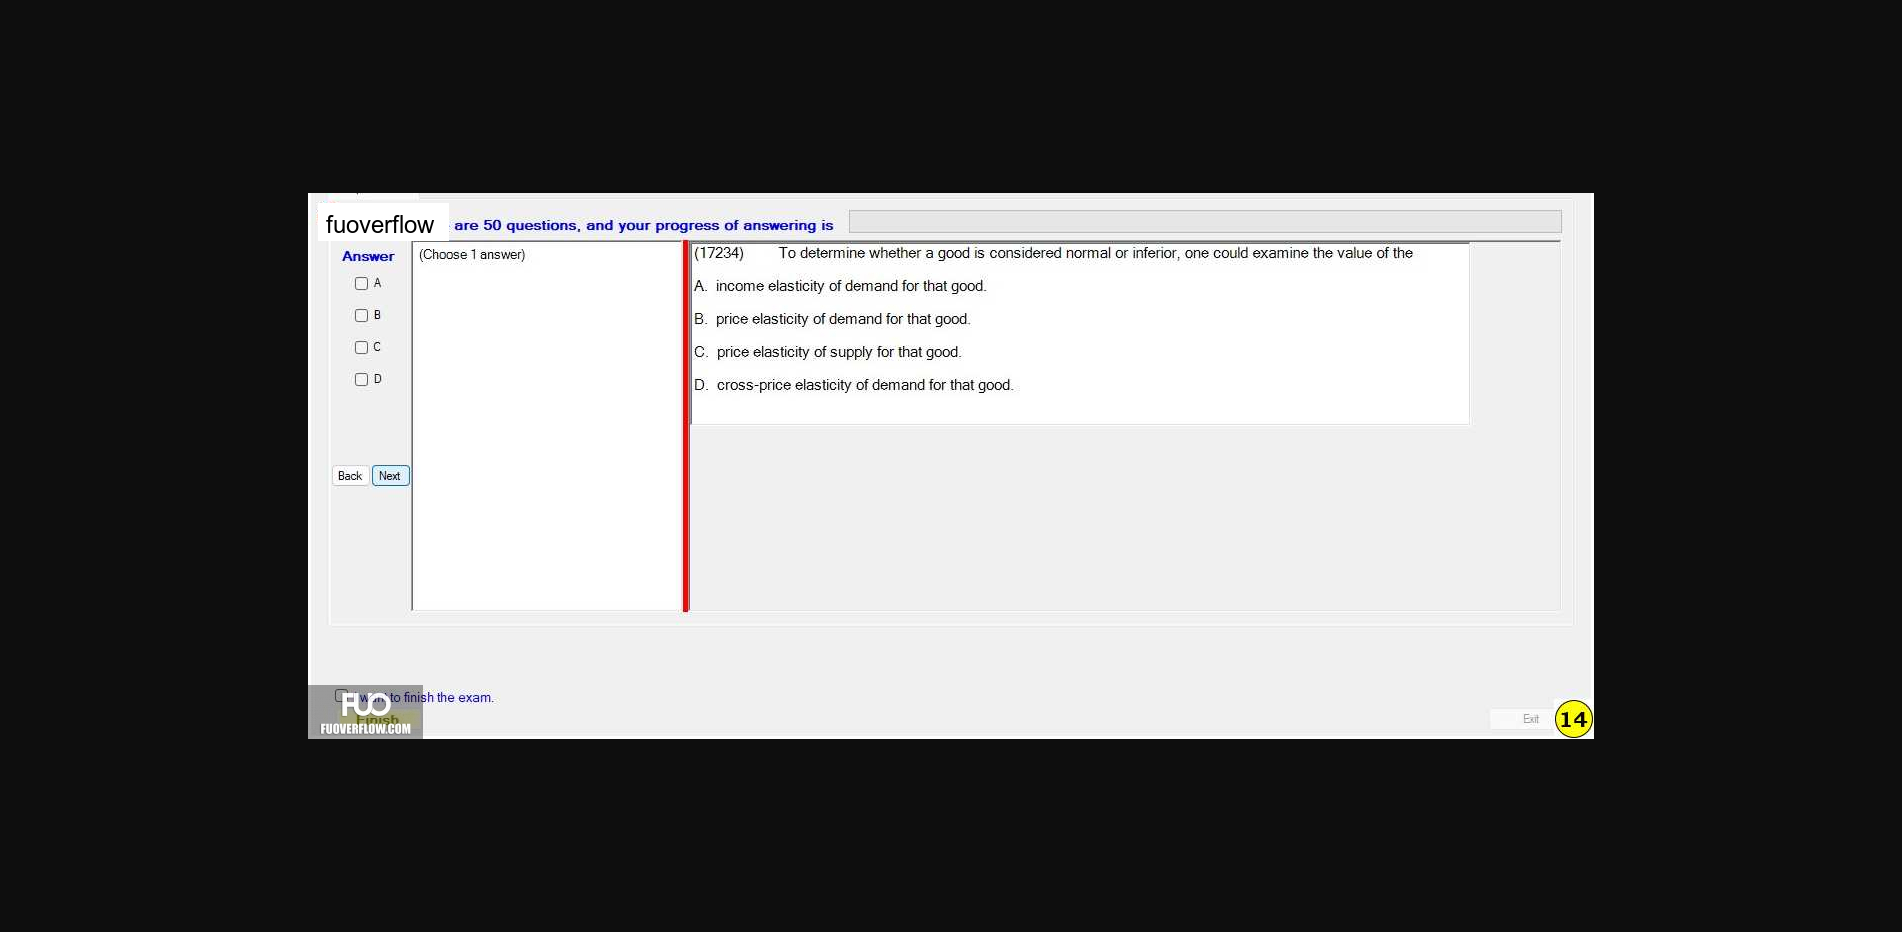 fuoverflow are 50 questions, and your progress of answering is
Answer
A
B
C
D
Back Next
(Choose 1 answer)
(17234) To determine whether a good is considered normal or inferior, one could examine the value of the
A. income elasticity of demand for that good.
B. price elasticity of demand for that good.
C. price elasticity of supply for that good.
D. cross-price elasticity of demand for that good.
want to finish the exam.
FUO
Finish
FUOVERFLOW.COM
Exit
14